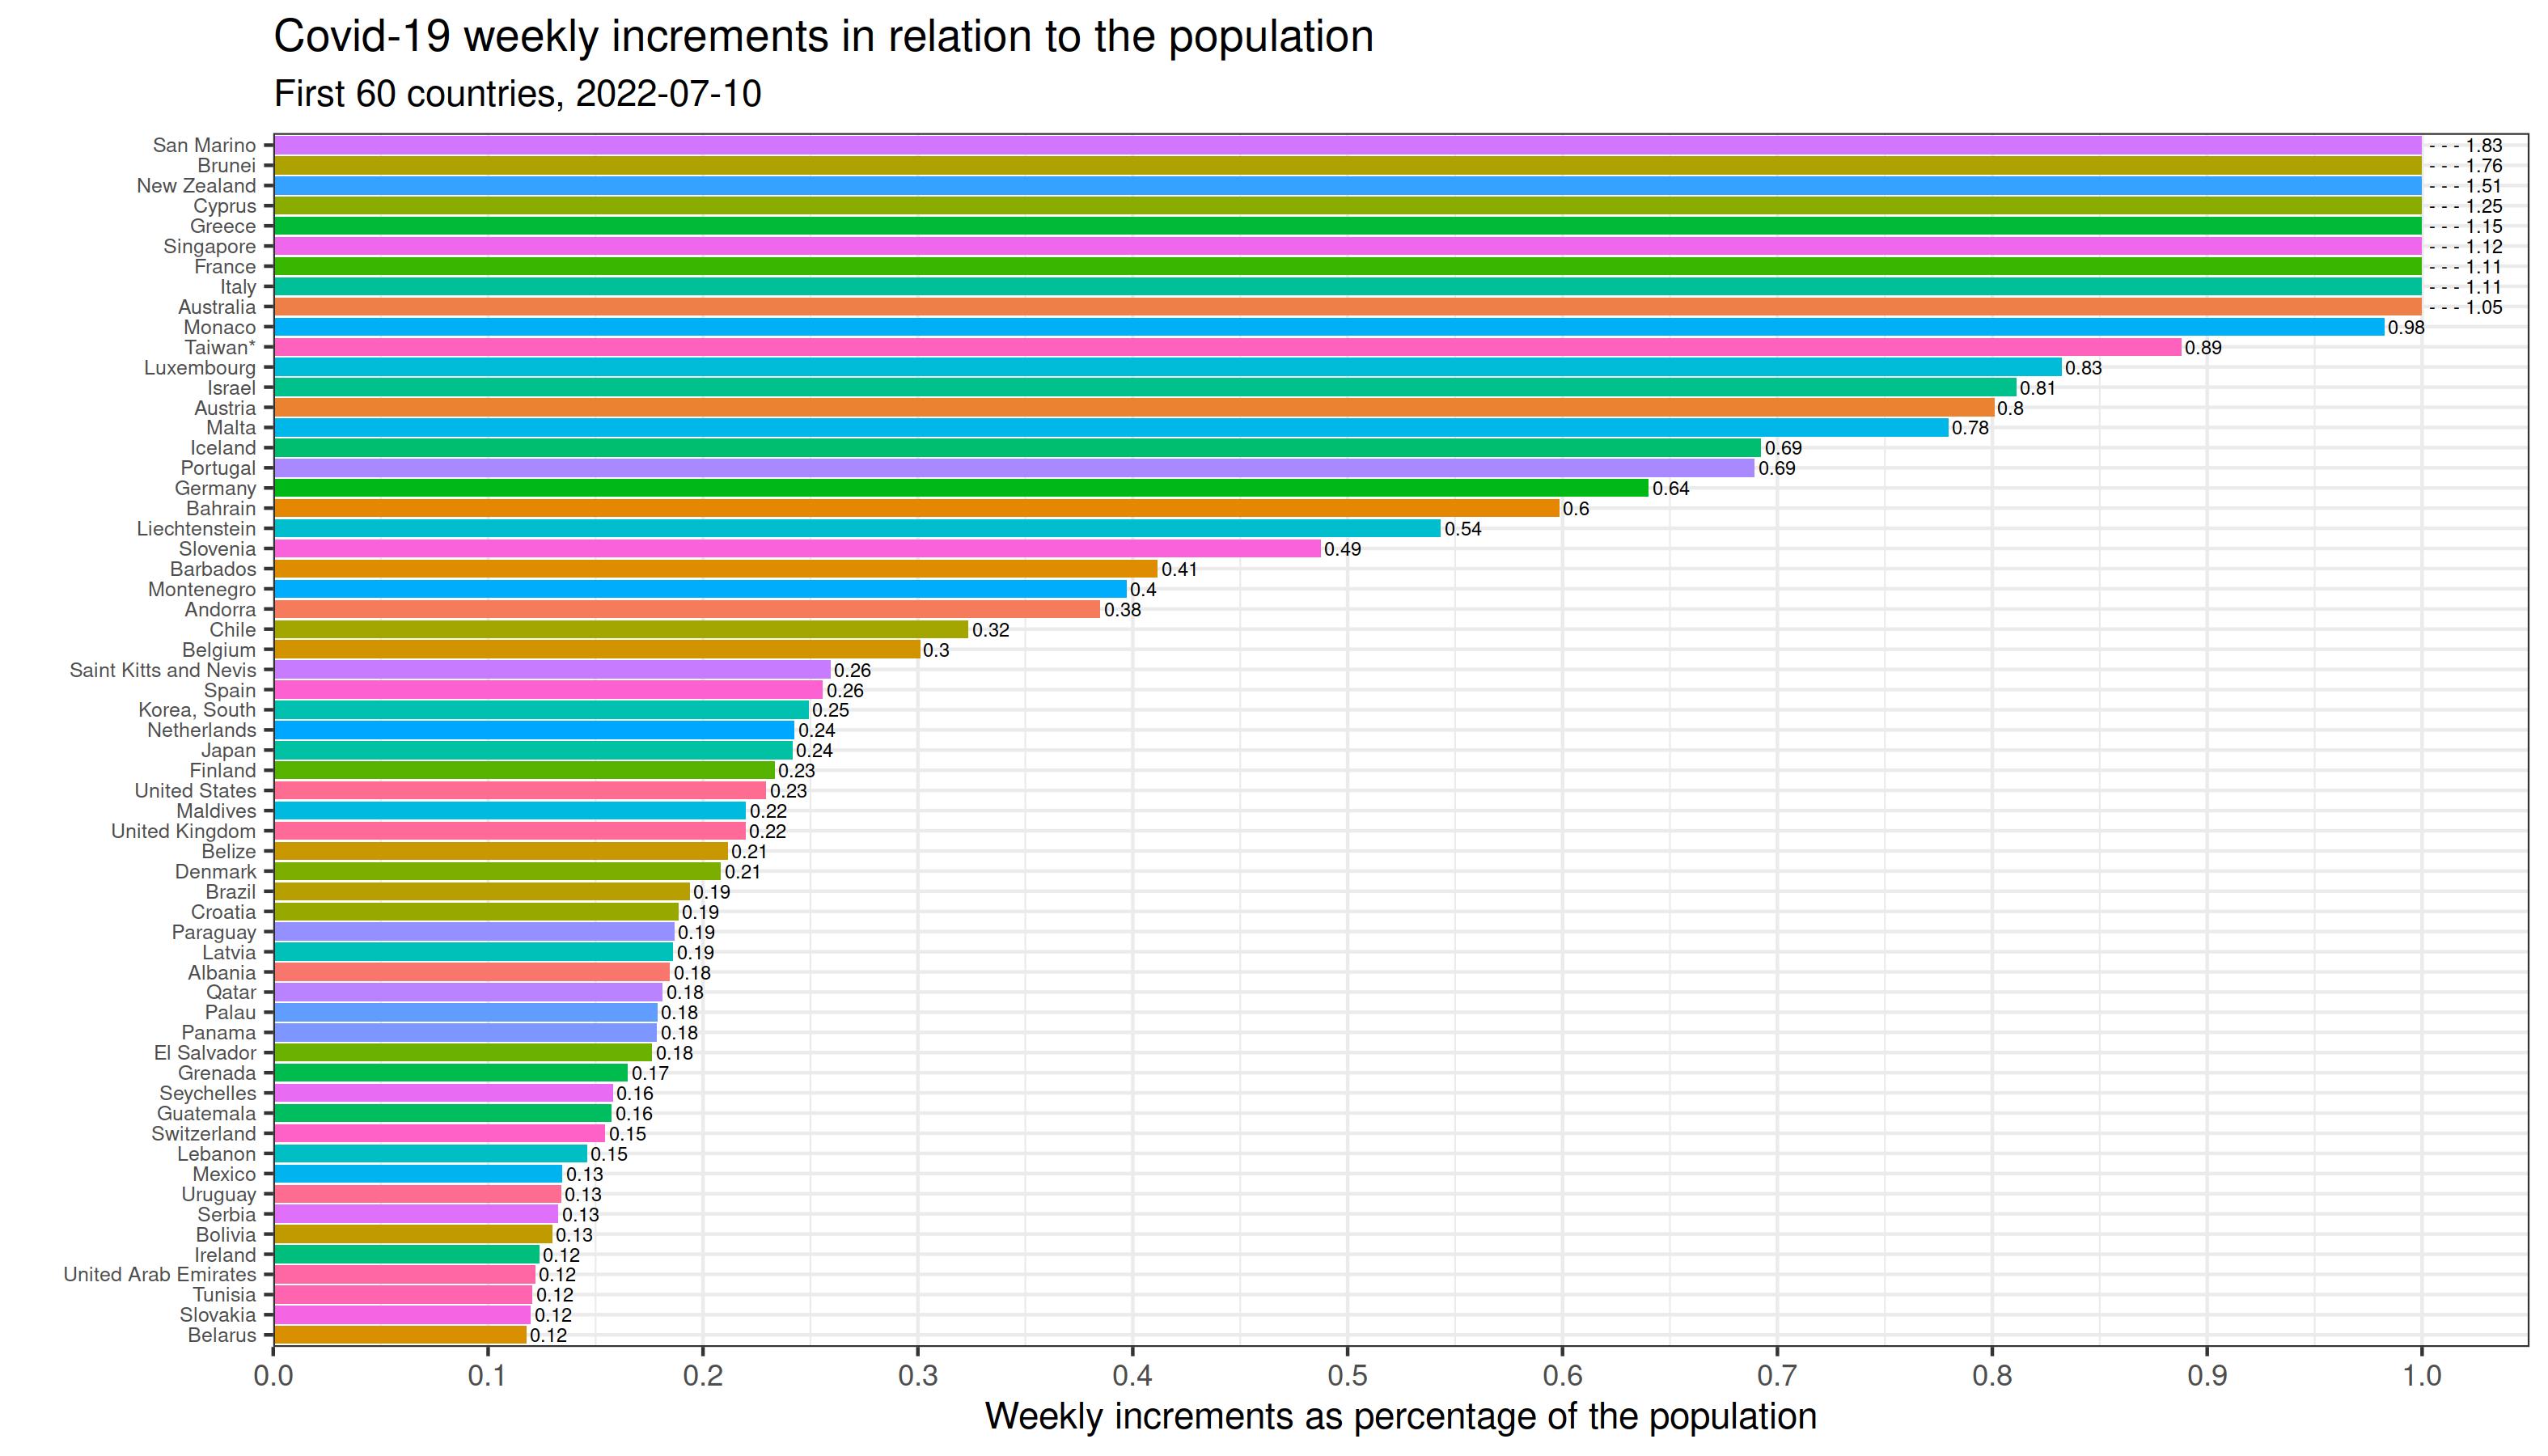 Covid-19 weekly increments in relation to the population
First 60 countries, 2022-07-10
San Marino - - - 1.83
Brunei - - - 1.76
New Zealand - - - 1.51
Cyprus - - - 1.25
Greece - - - 1.15
Singapore - - - 1.12
France - - - 1.11
Italy - - - 1.11
Australia - - - 1.05
Monaco 0.98
Taiwan* 0.89
Luxembourg 0.83
Israel 0.81
Austria 0.8
Malta 0.78
Iceland 0.69
Portugal 0.69
Germany 0.64
Bahrain 0.6
Liechtenstein 0.54
Slovenia 0.49
Barbados 0.41
Montenegro 0.4
Andorra 0.38
Chile 0.32
Belgium 0.3
Saint Kitts and Nevis 0.26
Spain 0.26
Korea, South 0.25
Netherlands 0.24
Japan 0.24
Finland 0.23
United States 0.23
Maldives 0.22
United Kingdom 0.22
Belize 0.21
Denmark 0.21
Brazil 0.19
Croatia 0.19
Paraguay 0.19
Latvia 0.19
Albania 0.18
Qatar 0.18
Palau 0.18
Panama 0.18
El Salvador 0.18
Grenada 0.17
Seychelles 0.16
Guatemala 0.16
Switzerland 0.15
Lebanon 0.15
Mexico 0.13
Uruguay 0.13
Serbia 0.13
Bolivia 0.13
Ireland 0.12
United Arab Emirates 0.12
Tunisia 0.12
Slovakia 0.12
Belarus 0.12
0.0 0.1 0.2 0.3 0.4 0.5 0.6 0.7 0.8 0.9 1.0
Weekly increments as percentage of the population